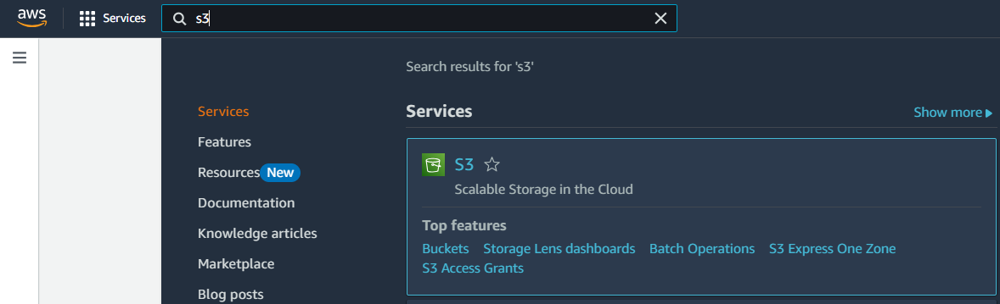 aws
Services
s3
Search results for 's3'
Services
Features
Resources New
Documentation
Knowledge articles
Marketplace
Blog posts
Services
Show more
S3
Scalable Storage in the Cloud
Top features
Buckets Storage Lens dashboards Batch Operations S3 Express One Zone
S3 Access Grants